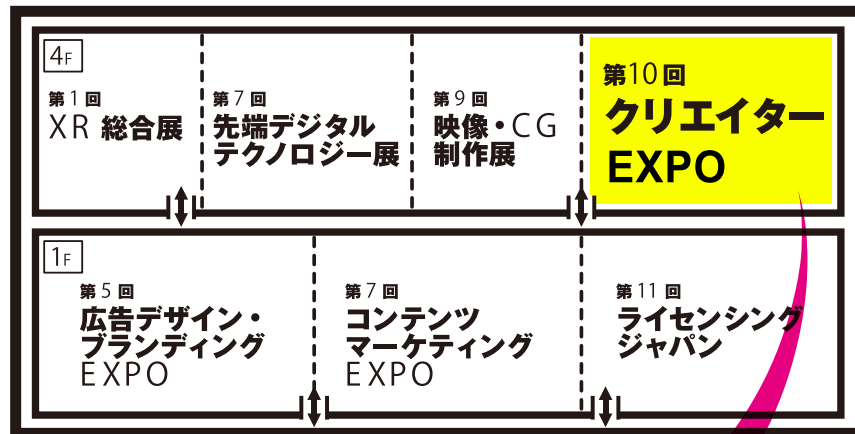 4F
第1回
XR 総合展
第7回
先端デジタル
テクノロジー展
第9回
映像・CG
制作展
第10回
クリエイター
EXPO
1F
第5回
広告デザイン・
ブランディング
EXPO
第7回
コンテンツ
マーケティング
EXPO
第11回
ライセンシング
ジャパン